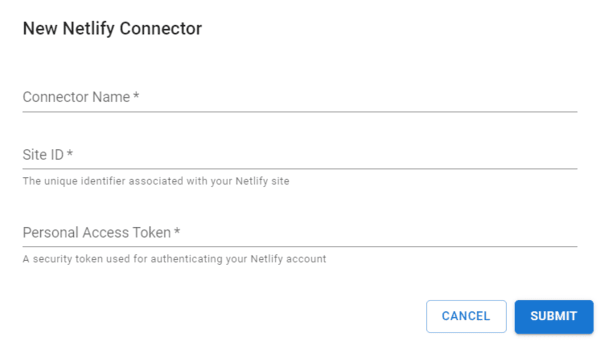 New Netlify Connector
Connector Name *
Site ID *
The unique identifier associated with your Netlify site
Personal Access Token *
A security token used for authenticating your Netlify account
CANCEL SUBMIT